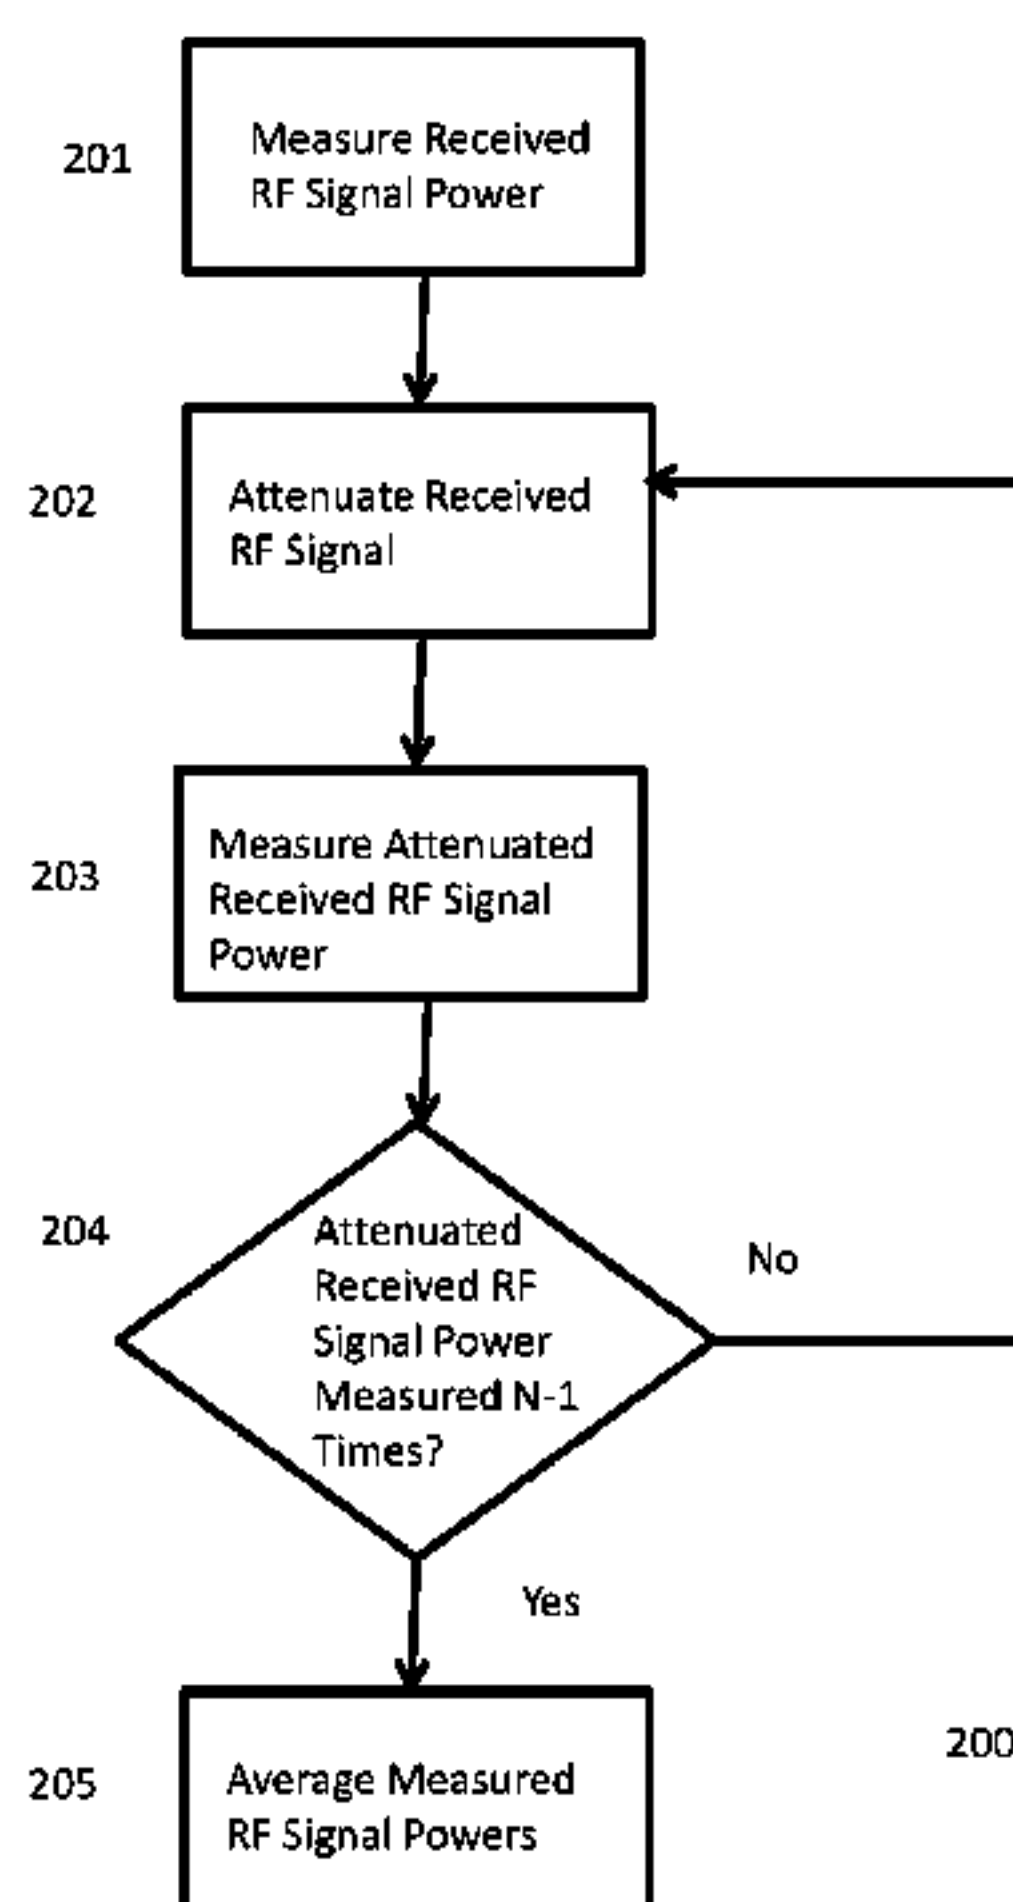 201
Measure Received
RF Signal Power
202
Attenuate Received
RF Signal
203
Measure Attenuated
Received RF Signal
Power
204
Attenuated
Received RF
Signal Power
Measured N-1
Times?
No
Yes
200
205
Average Measured
RF Signal Powers